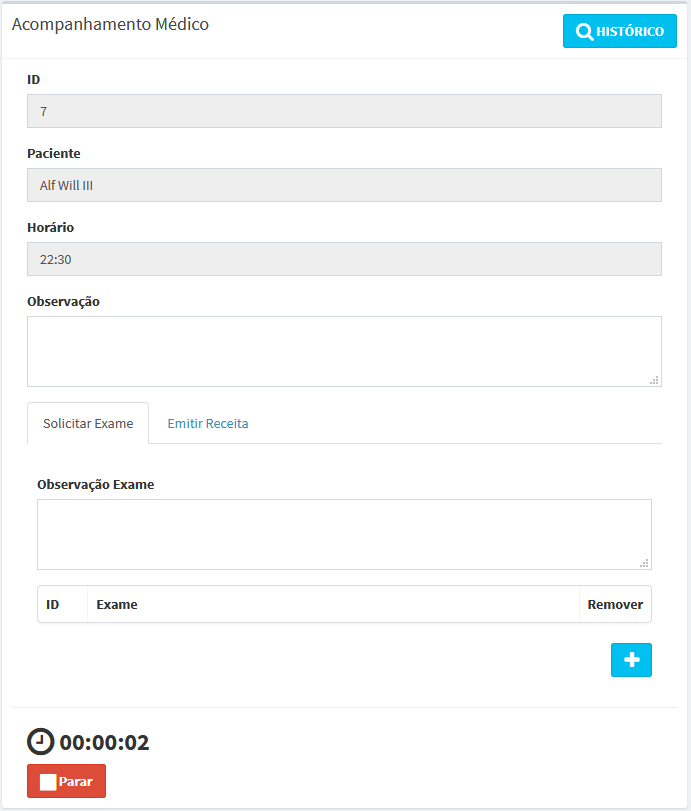 Acompanhamento Médico
HISTÓRICO
ID
7
Paciente
Alf Will III
Horário
22:30
Observação
Solicitar Exame Emitir Receita
Observação Exame
ID Exame Remover
00:00:02
Parar